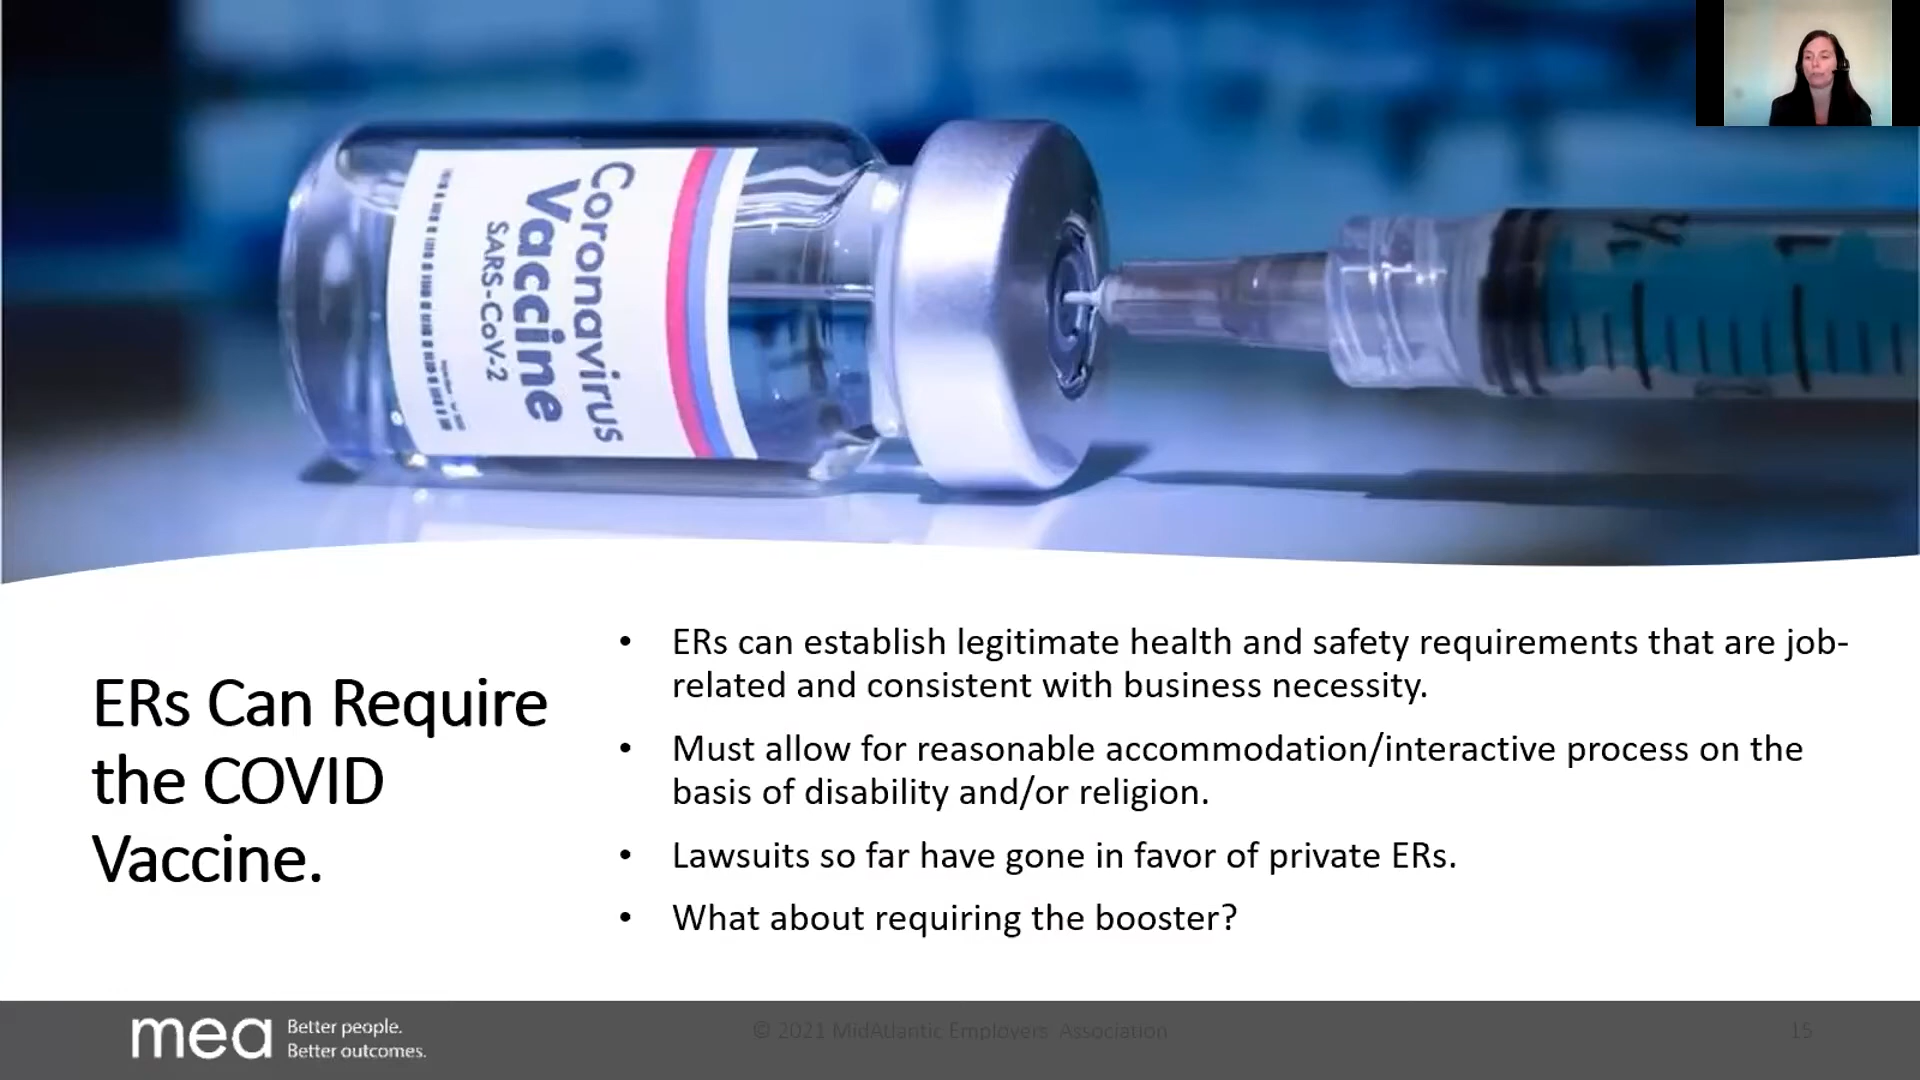 Coronavirus
Vaccine
SARS-CoV-2
1/2
1
ERs Can Require
the COVID
Vaccine.
• ERs can establish legitimate health and safety requirements that are job-
related and consistent with business necessity.
• Must allow for reasonable accommodation/interactive process on the
basis of disability and/or religion.
• Lawsuits so far have gone in favor of private ERs.
• What about requiring the booster?
mea
Better people.
Better outcomes.
© 2021 MidAtlantic Employers' Association
15